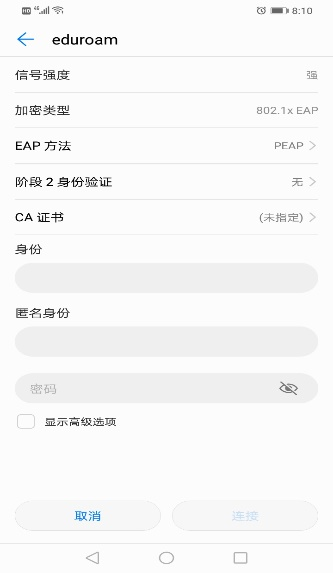 HD 4G 8:10
eduroam
信号强度 强
加密类型 802.1x EAP
EAP 方法 PEAP
阶段 2 身份验证 无
CA 证书 (未指定)
身份
匿名身份
密码
显示高级选项
取消 连接